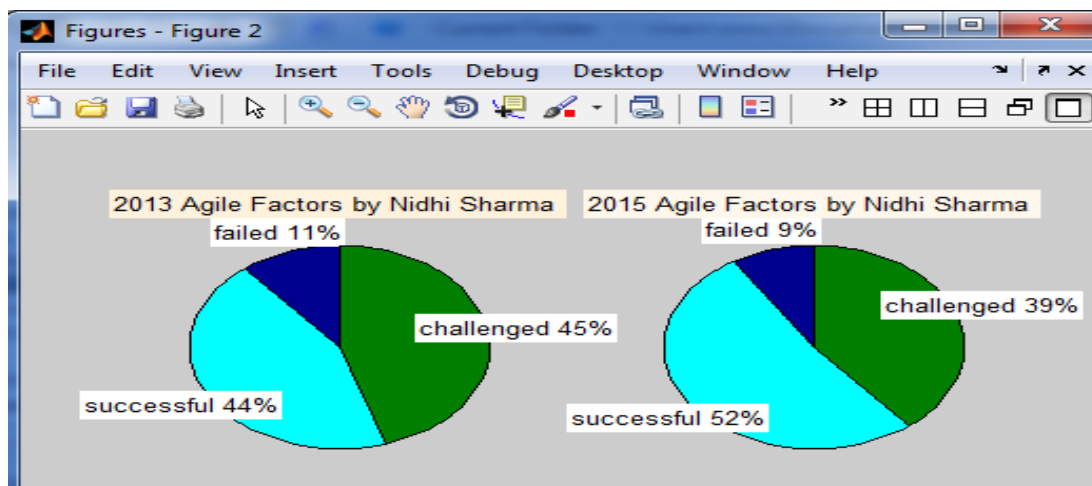 Figures - Figure 2
File Edit View Insert Tools Debug Desktop Window Help
2013 Agile Factors by Nidhi Sharma
failed 11%
challenged 45%
successful 44%
2015 Agile Factors by Nidhi Sharma
failed 9%
challenged 39%
successful 52%